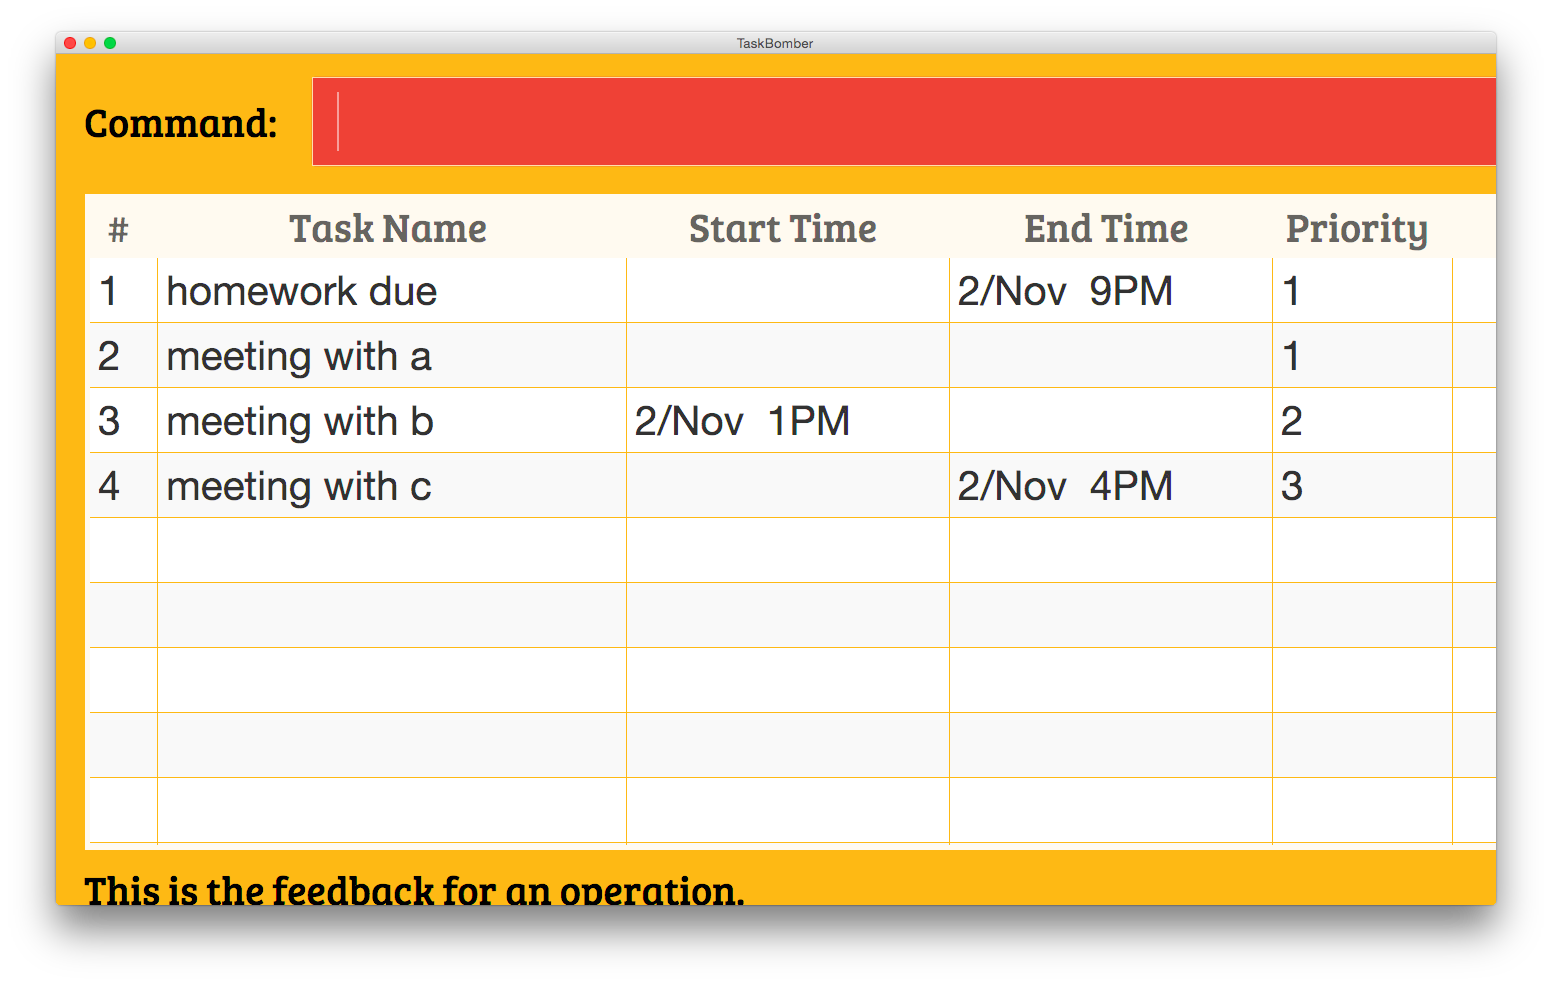 TaskBomber
Command:
# Task Name Start Time End Time Priority
1 homework due 2/Nov 9PM 1
2 meeting with a 1
3 meeting with b 2/Nov 1PM 2
4 meeting with c 2/Nov 4PM 3
This is the feedback for an operation.